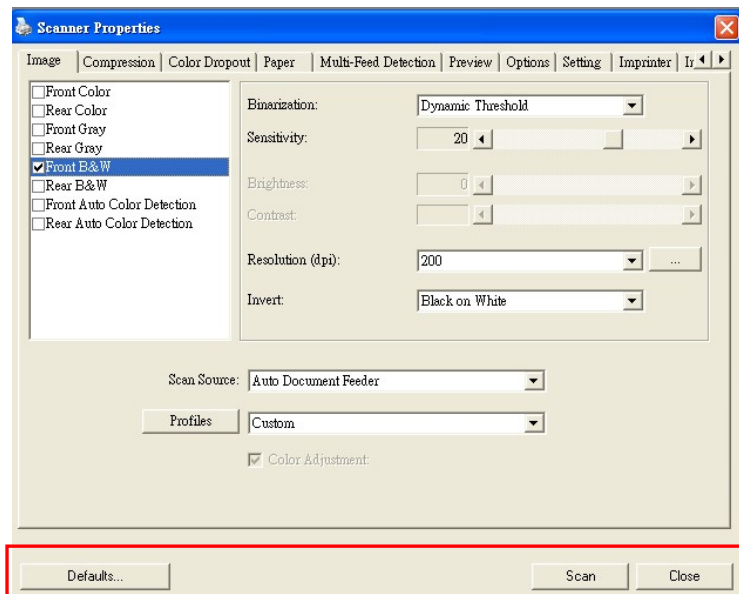 Scanner Properties
Image Compression Color Dropout Paper Multi-Feed Detection Preview Options Setting Imprinter
Front Color
Rear Color
Front Gray
Rear Gray
Front B&W
Rear B&W
Front Auto Color Detection
Rear Auto Color Detection
Binarization: Dynamic Threshold
Sensitivity: 20
Brightness: 0
Contrast:
Resolution (dpi): 200 ...
Invert: Black on White
Scan Source: Auto Document Feeder
Profiles Custom
Color Adjustment:
Defaults... Scan Close